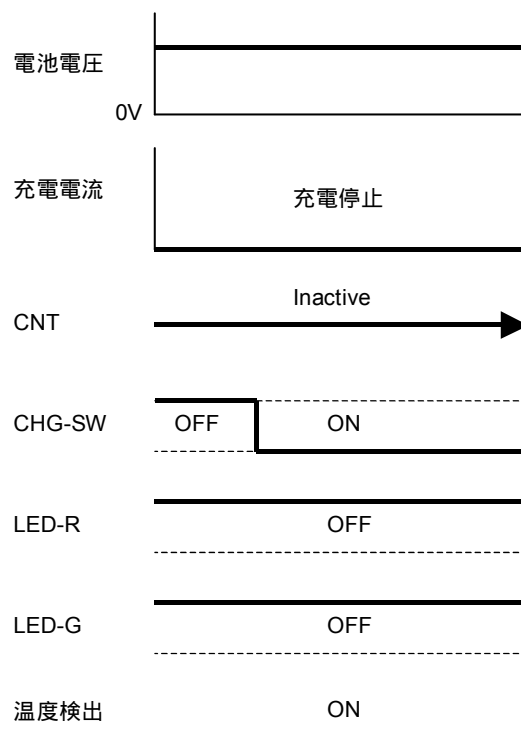 電池電圧
0V
充電電流
充電停止
Inactive
CNT
CHG-SW OFF ON
LED-R OFF
LED-G OFF
温度検出 ON